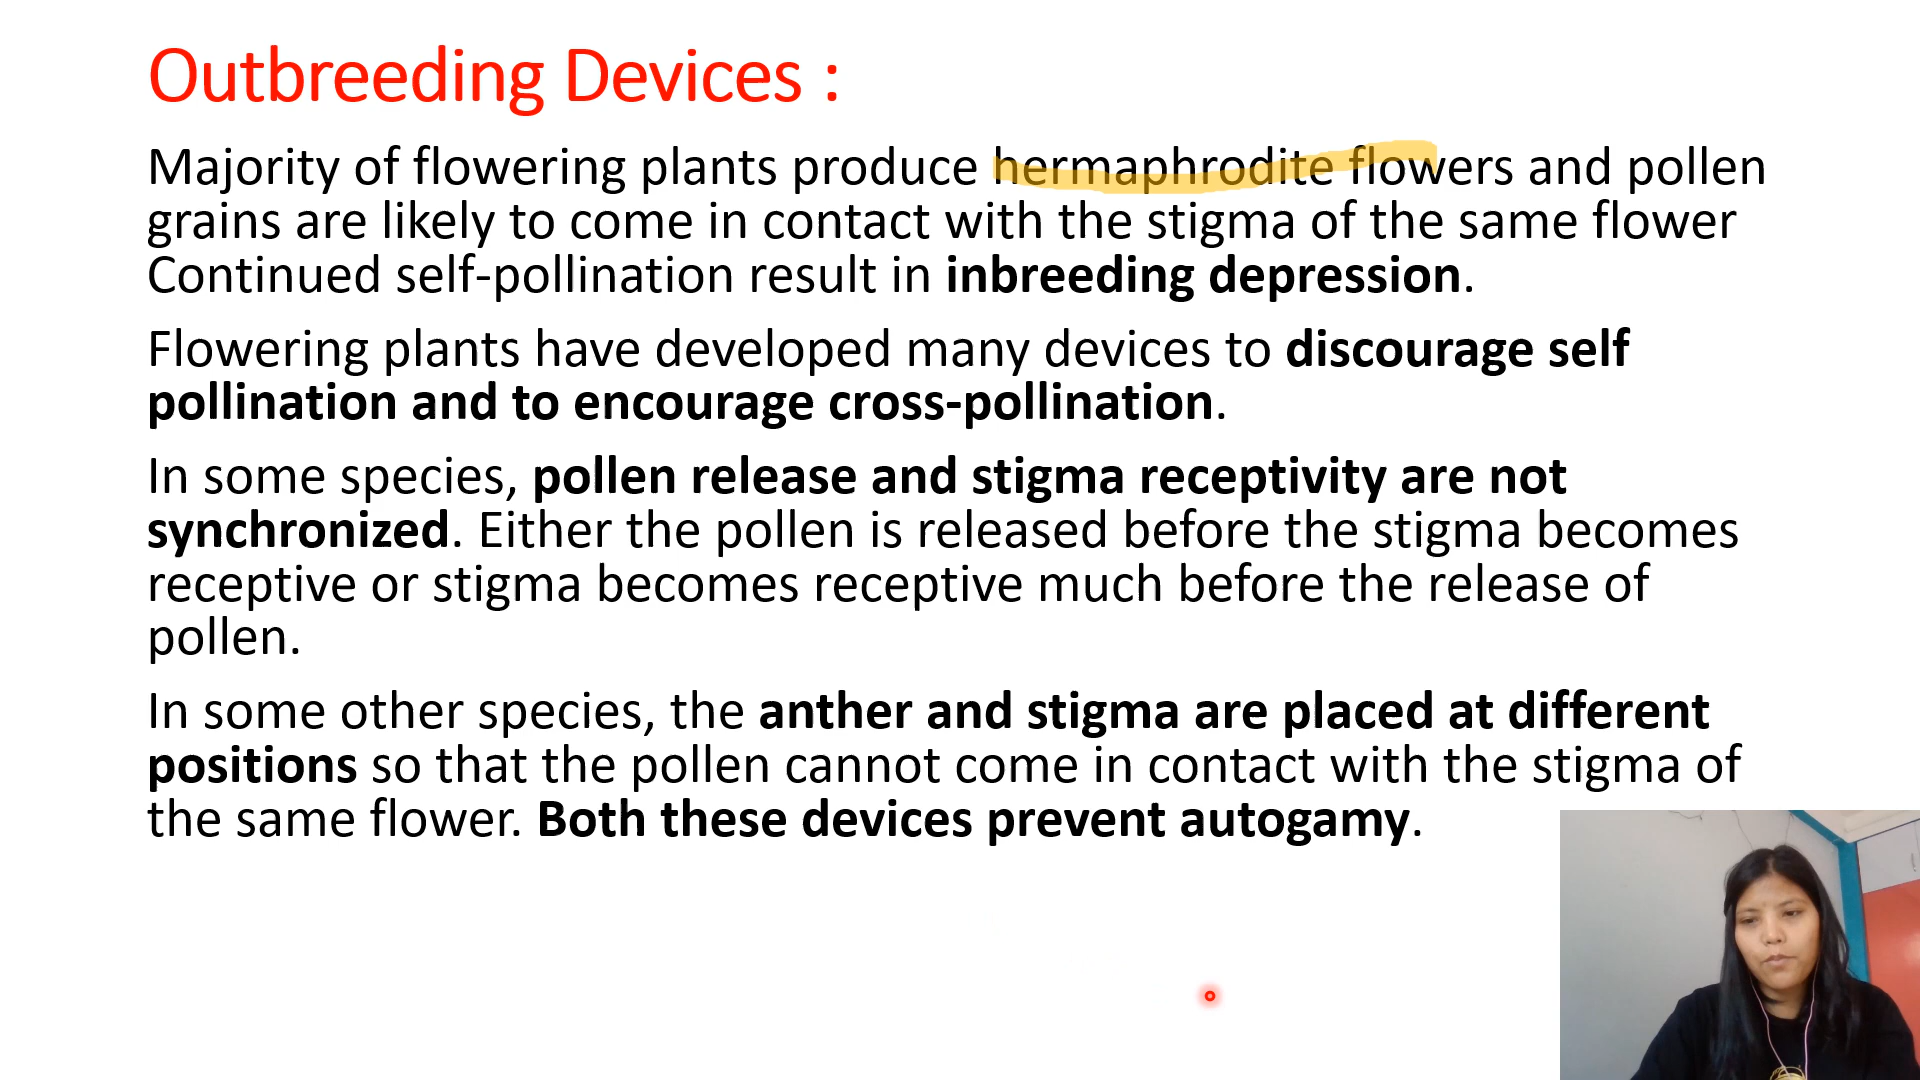 Outbreeding Devices :
Majority of flowering plants produce hermaphrodite flowers and pollen
grains are likely to come in contact with the stigma of the same flower
Continued self-pollination result in inbreeding depression.
Flowering plants have developed many devices to discourage self
pollination and to encourage cross-pollination.
In some species, pollen release and stigma receptivity are not
synchronized. Either the pollen is released before the stigma becomes
receptive or stigma becomes receptive much before the release of
pollen.
In some other species, the anther and stigma are placed at different
positions so that the pollen cannot come in contact with the stigma of
the same flower. Both these devices prevent autogamy.